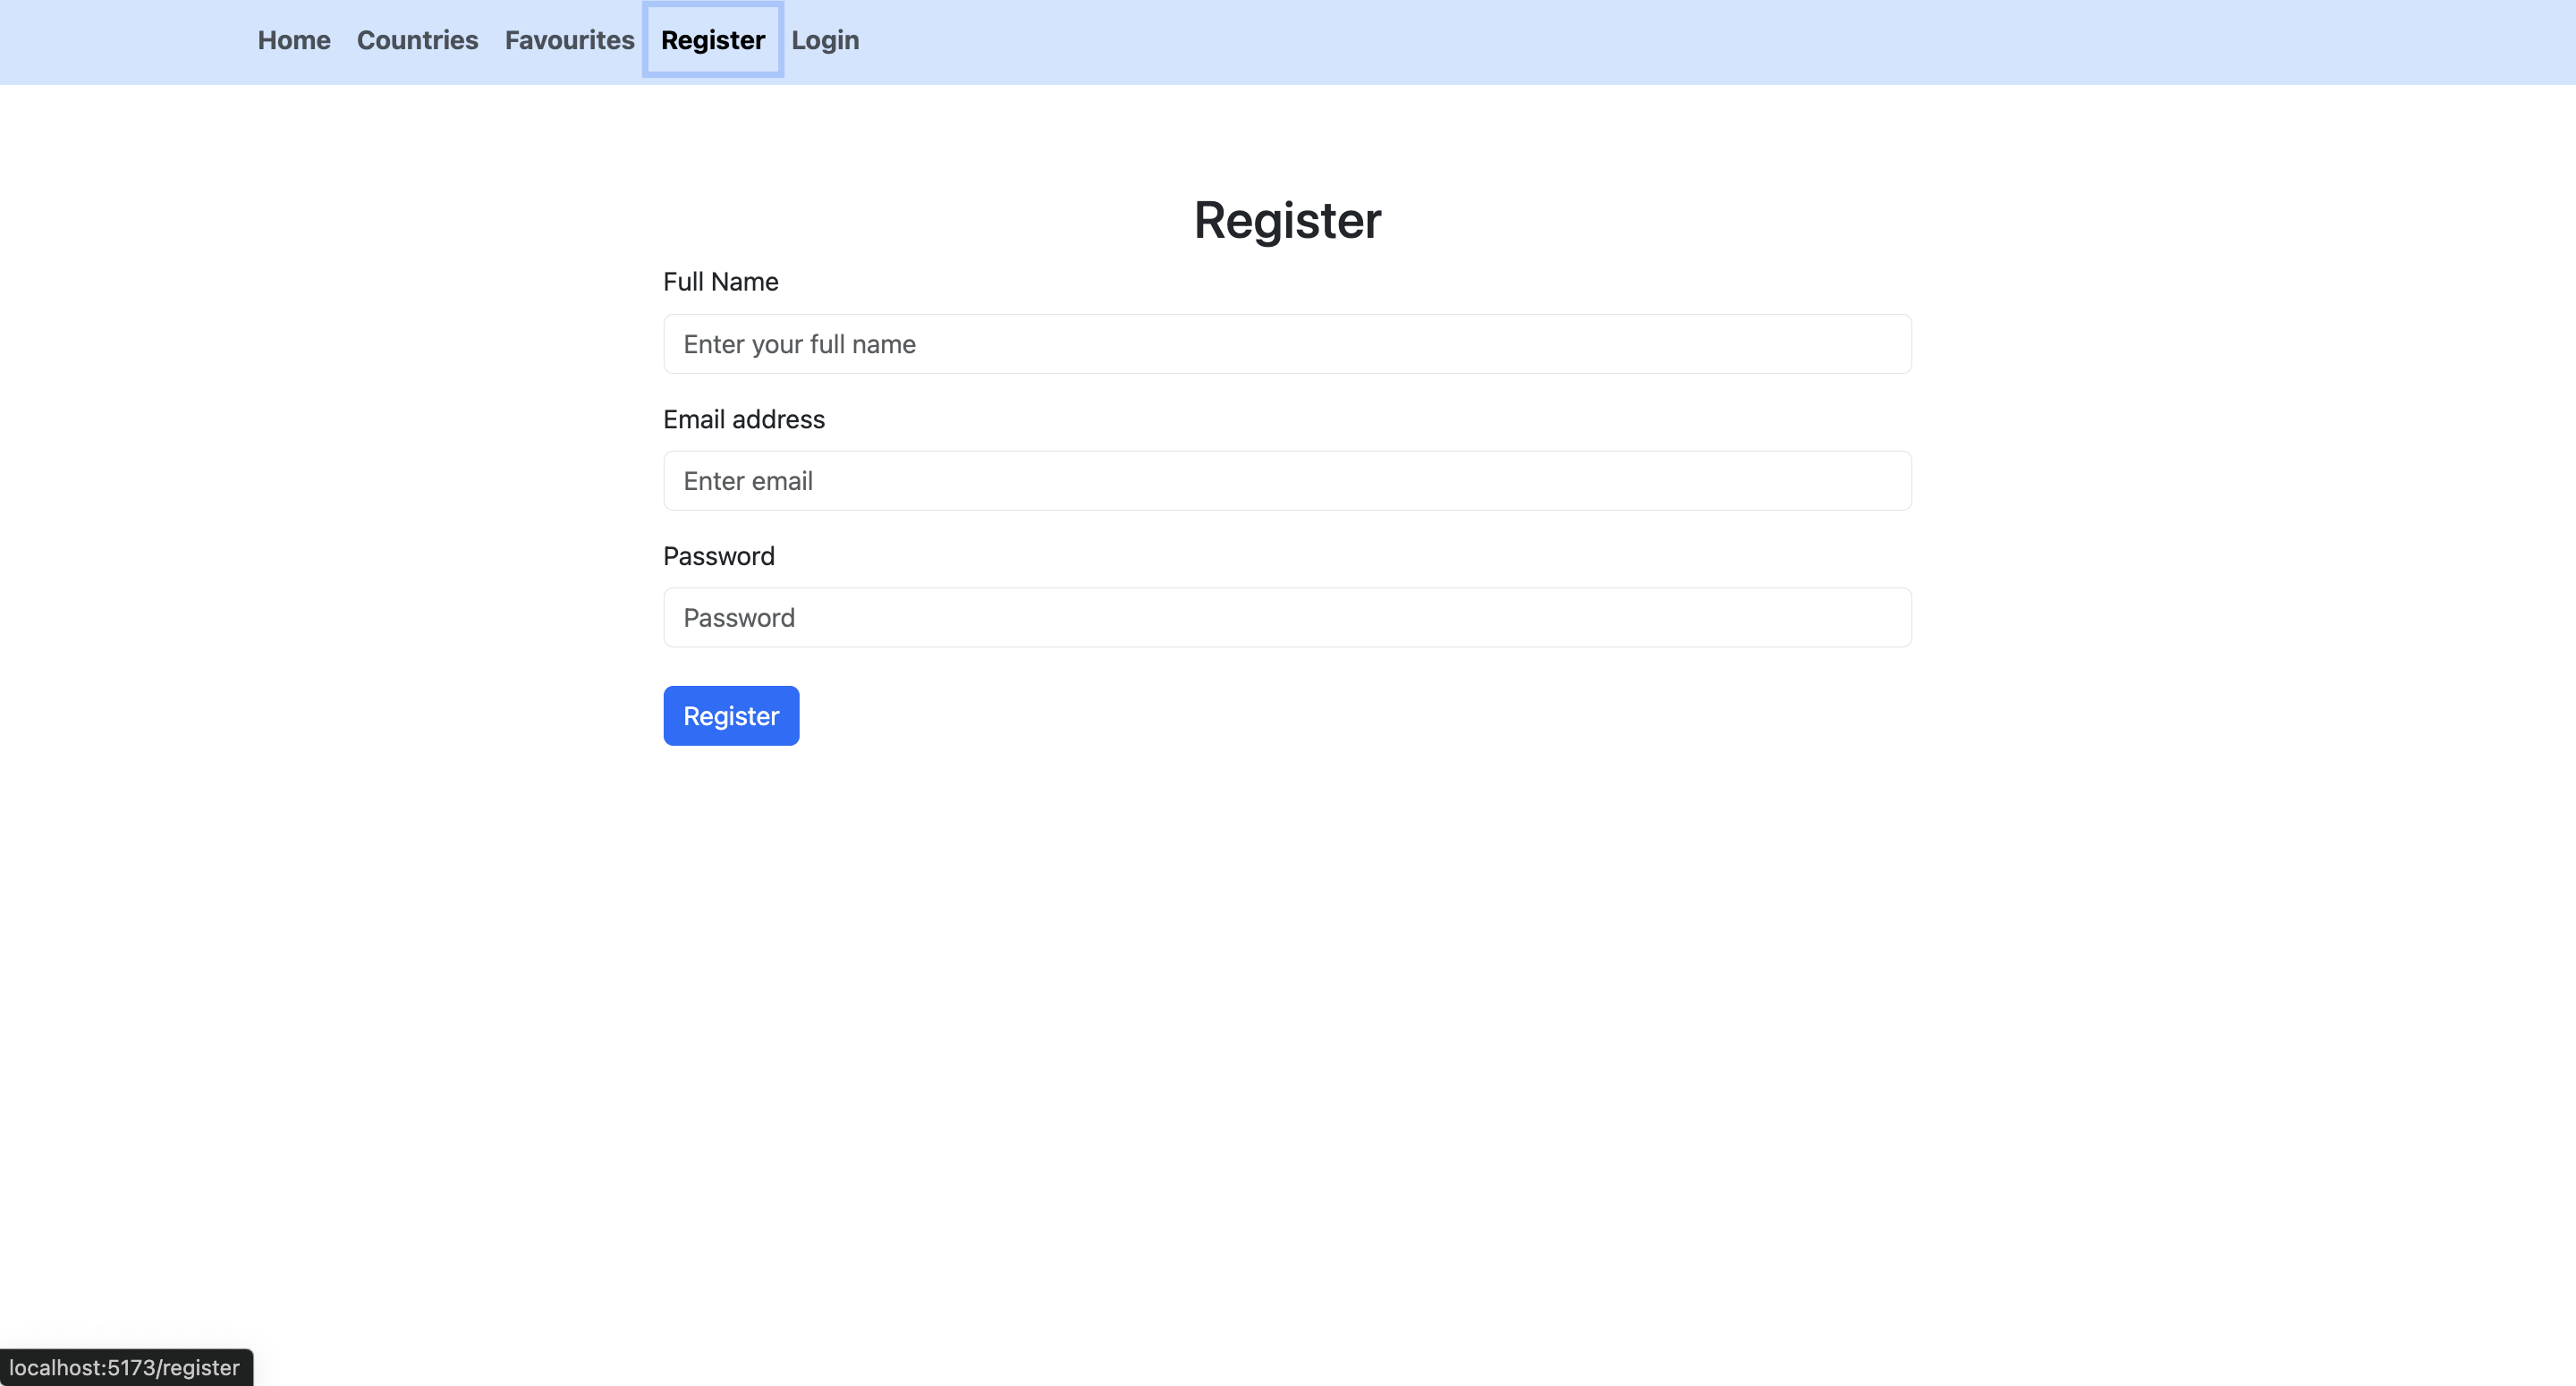 Home Countries Favourites Register Login
Register
Full Name
Enter your full name
Email address
Enter email
Password
Password
Register
localhost:5173/register